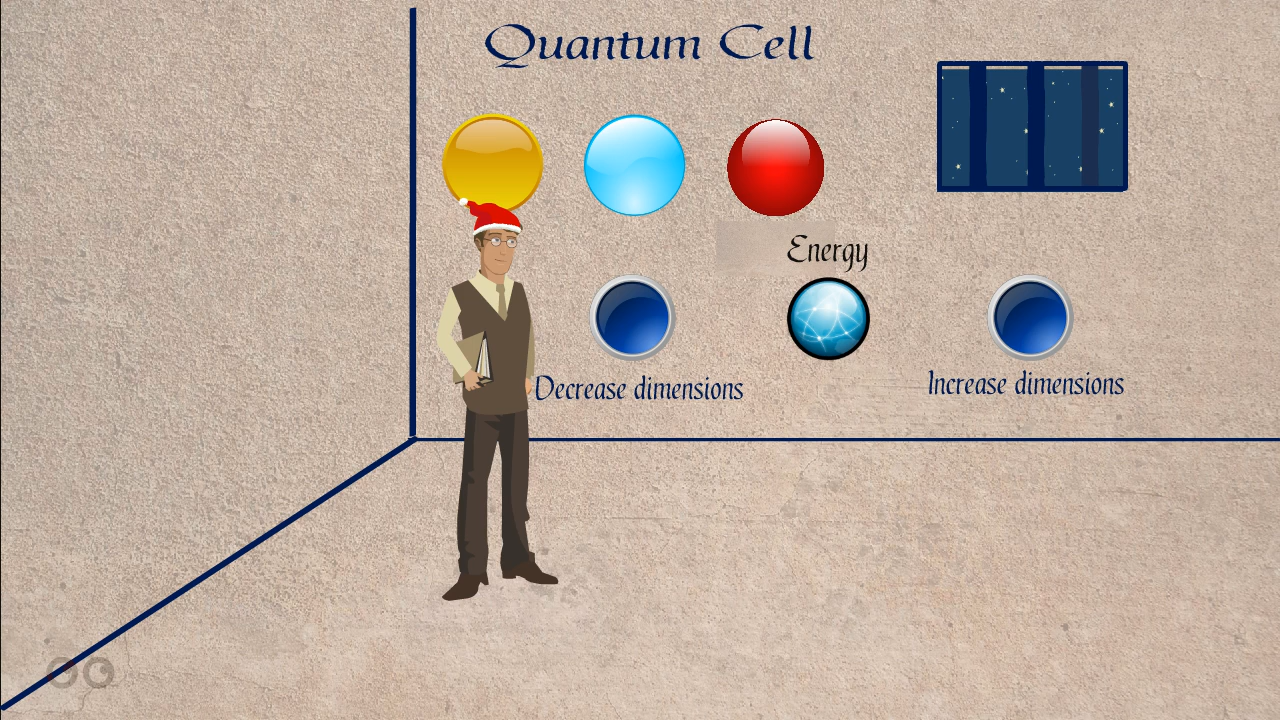 Quantum Cell
Energy
Decrease dimensions
Increase dimensions